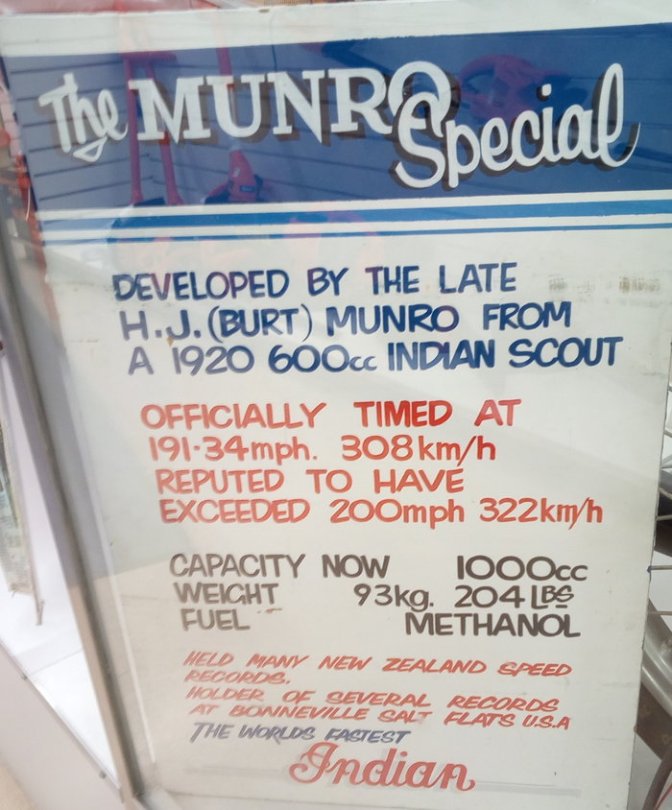 The MUNRO Special
DEVELOPED BY THE LATE
H.J. (BURT) MUNRO FROM
A 1920 600cc INDIAN SCOUT
OFFICIALLY TIMED AT
191·34mph. 308km/h
REPUTED TO HAVE
EXCEEDED 200mph 322km/h
CAPACITY NOW 1000cc
WEIGHT 93kg. 204LBS
FUEL METHANOL
HELD MANY NEW ZEALAND SPEED
RECORDS.
HOLDER OF SEVERAL RECORDS
AT BONNEVILLE SALT FLATS U.S.A
THE WORLDS FASTEST
Indian